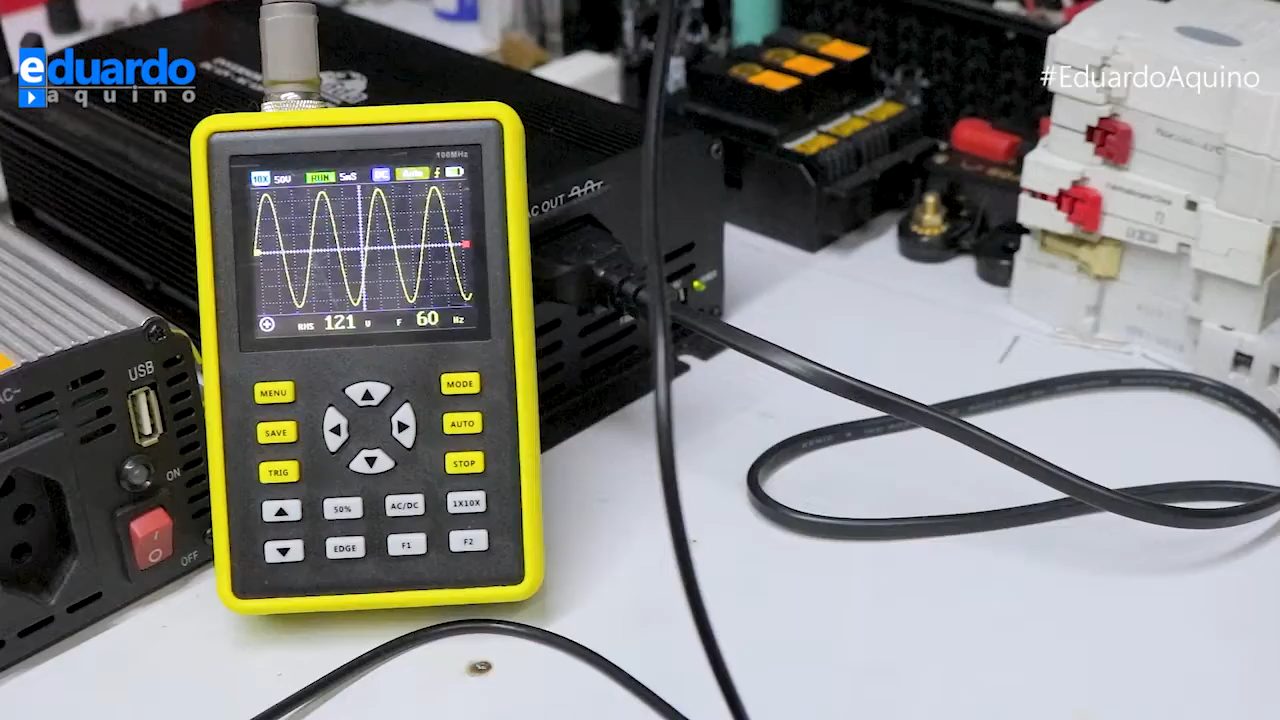 eduardo
aquino
#EduardoAquino
100MHz
10X 50V RUN 5mS DC Auto
RMS 121 V F 60 Hz
AC OUT
USB
ON
OFF
AC~
MENU
MODE
SAVE
AUTO
TRIG
STOP
50%
AC/DC
1X10X
EDGE
F1
F2